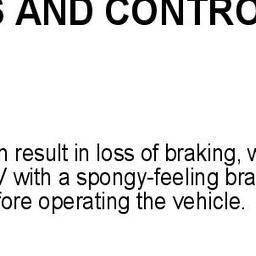 AND CONTRO
result in loss of braking,
with a spongy-feeling bra
fore operating the vehicle.